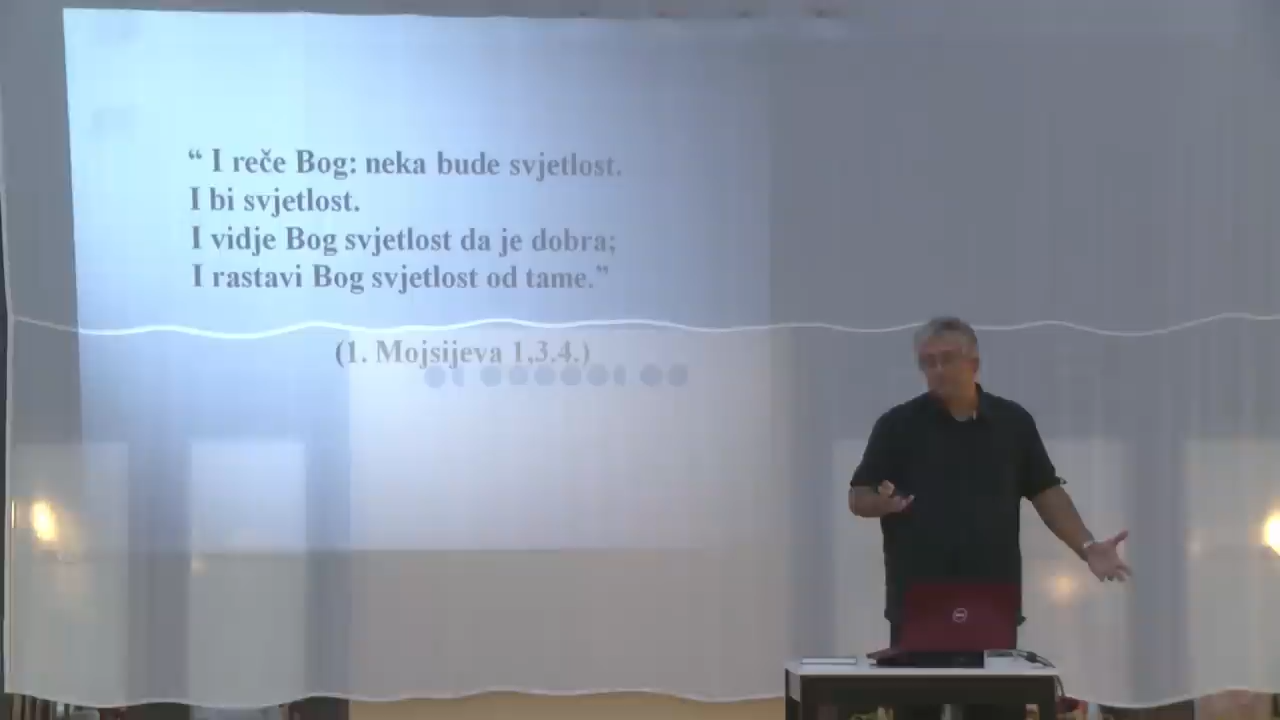 “ I reče Bog: neka bude svjetlost.
I bi svjetlost.
I vidje Bog svjetlost da je dobra;
I rastavi Bog svjetlost od tame.”
(1. Mojsijeva 1,3.4.)